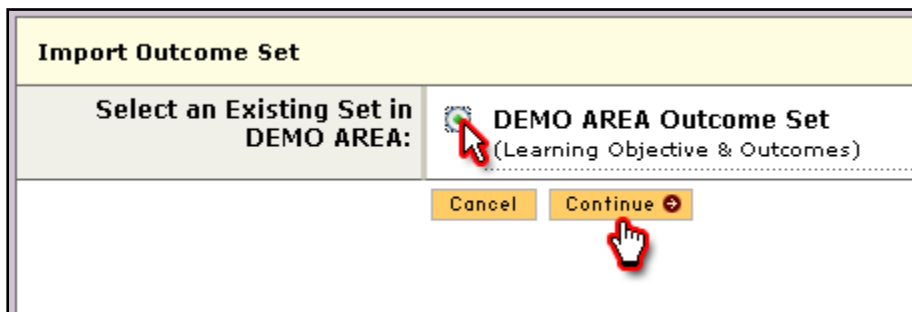 Import Outcome Set
Select an Existing Set in
DEMO AREA:
DEMO AREA Outcome Set
(Learning Objective & Outcomes)
Cancel
Continue